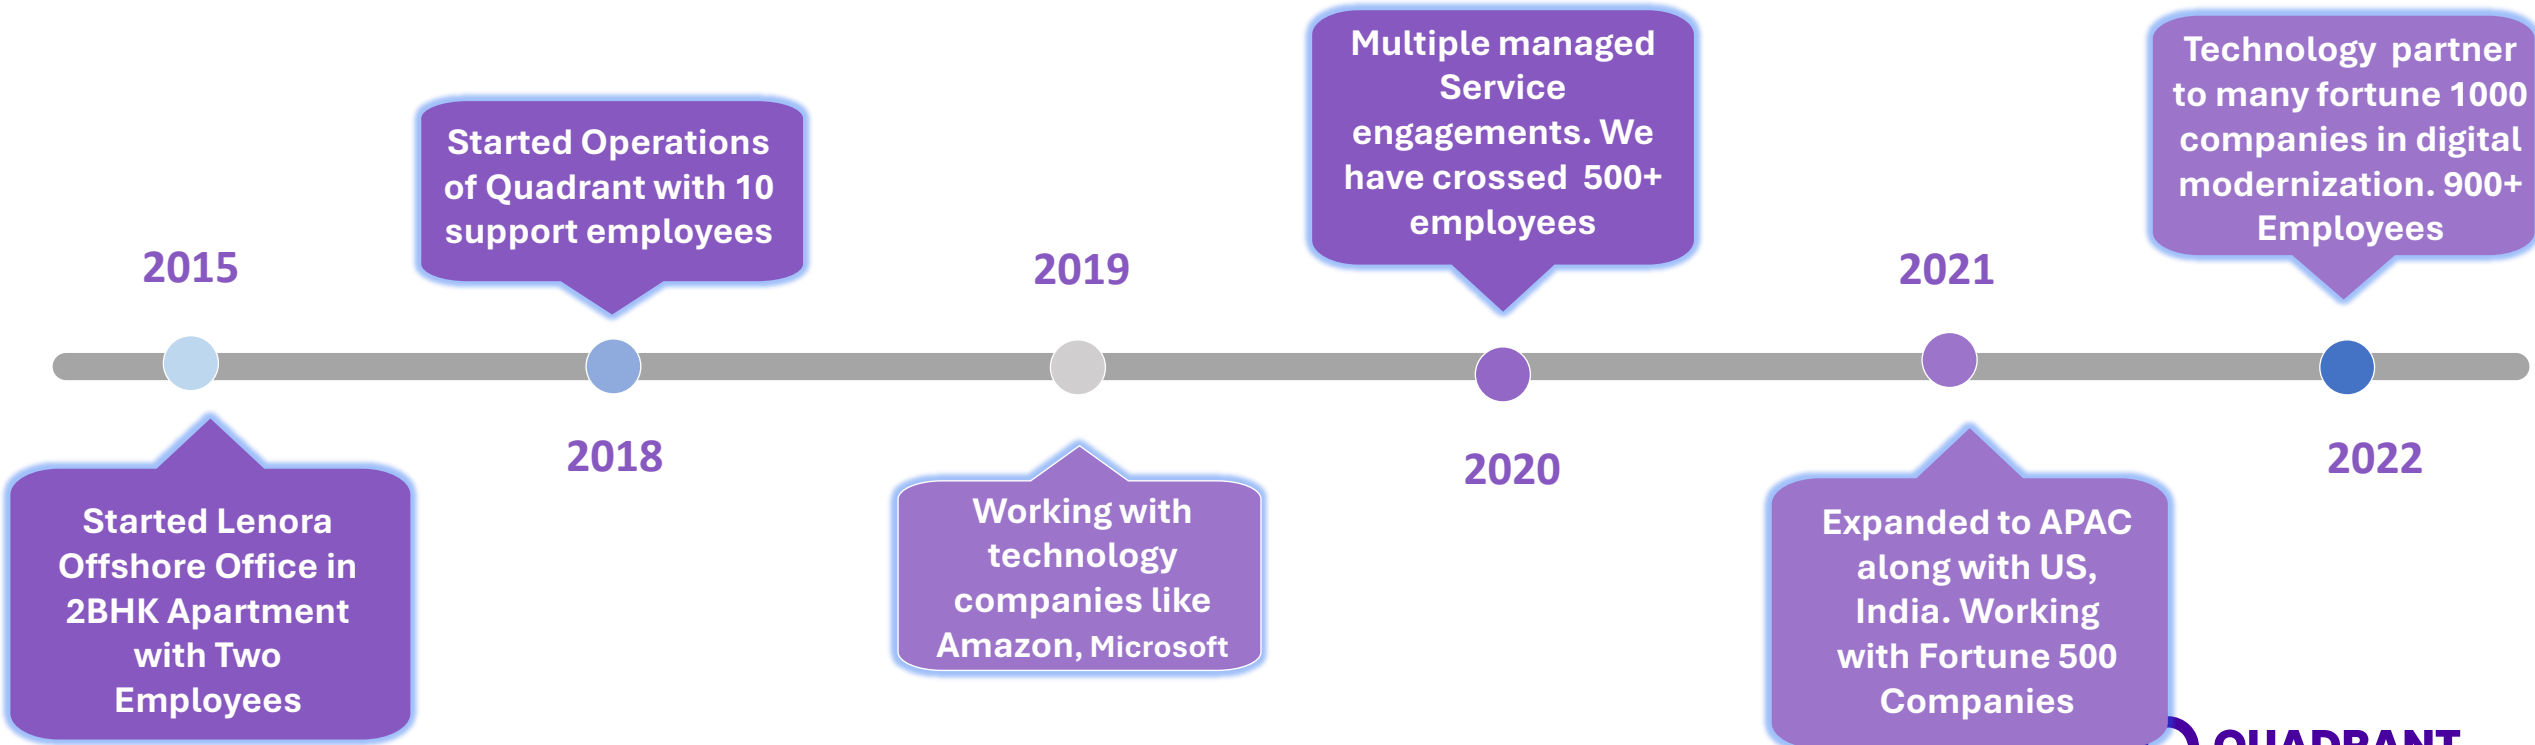 2015
Started Lenora
Offshore Office in
2BHK Apartment
with Two
Employees
Started Operations
of Quadrant with 10
support employees
2018
2019
Working with
technology
companies like
Amazon, Microsoft
Multiple managed
Service
engagements. We
have crossed 500+
employees
2020
2021
Expanded to APAC
along with US,
India. Working
with Fortune 500
Companies
Technology partner
to many fortune 1000
companies in digital
modernization. 900+
Employees
2022
QUADRANT